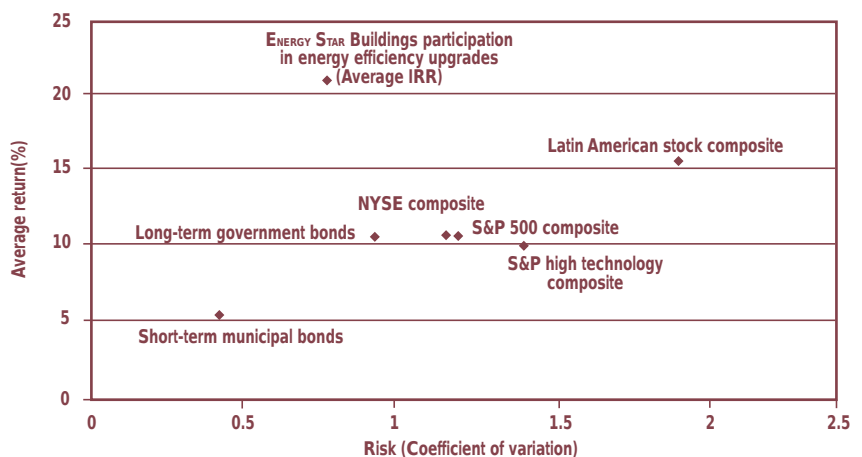 25
20
15
10
5
0
Average return(%)
ENERGY STAR Buildings participation
in energy efficiency upgrades
(Average IRR)
Latin American stock composite
NYSE composite
Long-term government bonds
S&P 500 composite
S&P high technology
composite
Short-term municipal bonds
0
0.5
1
1.5
2
2.5
Risk (Coefficient of variation)